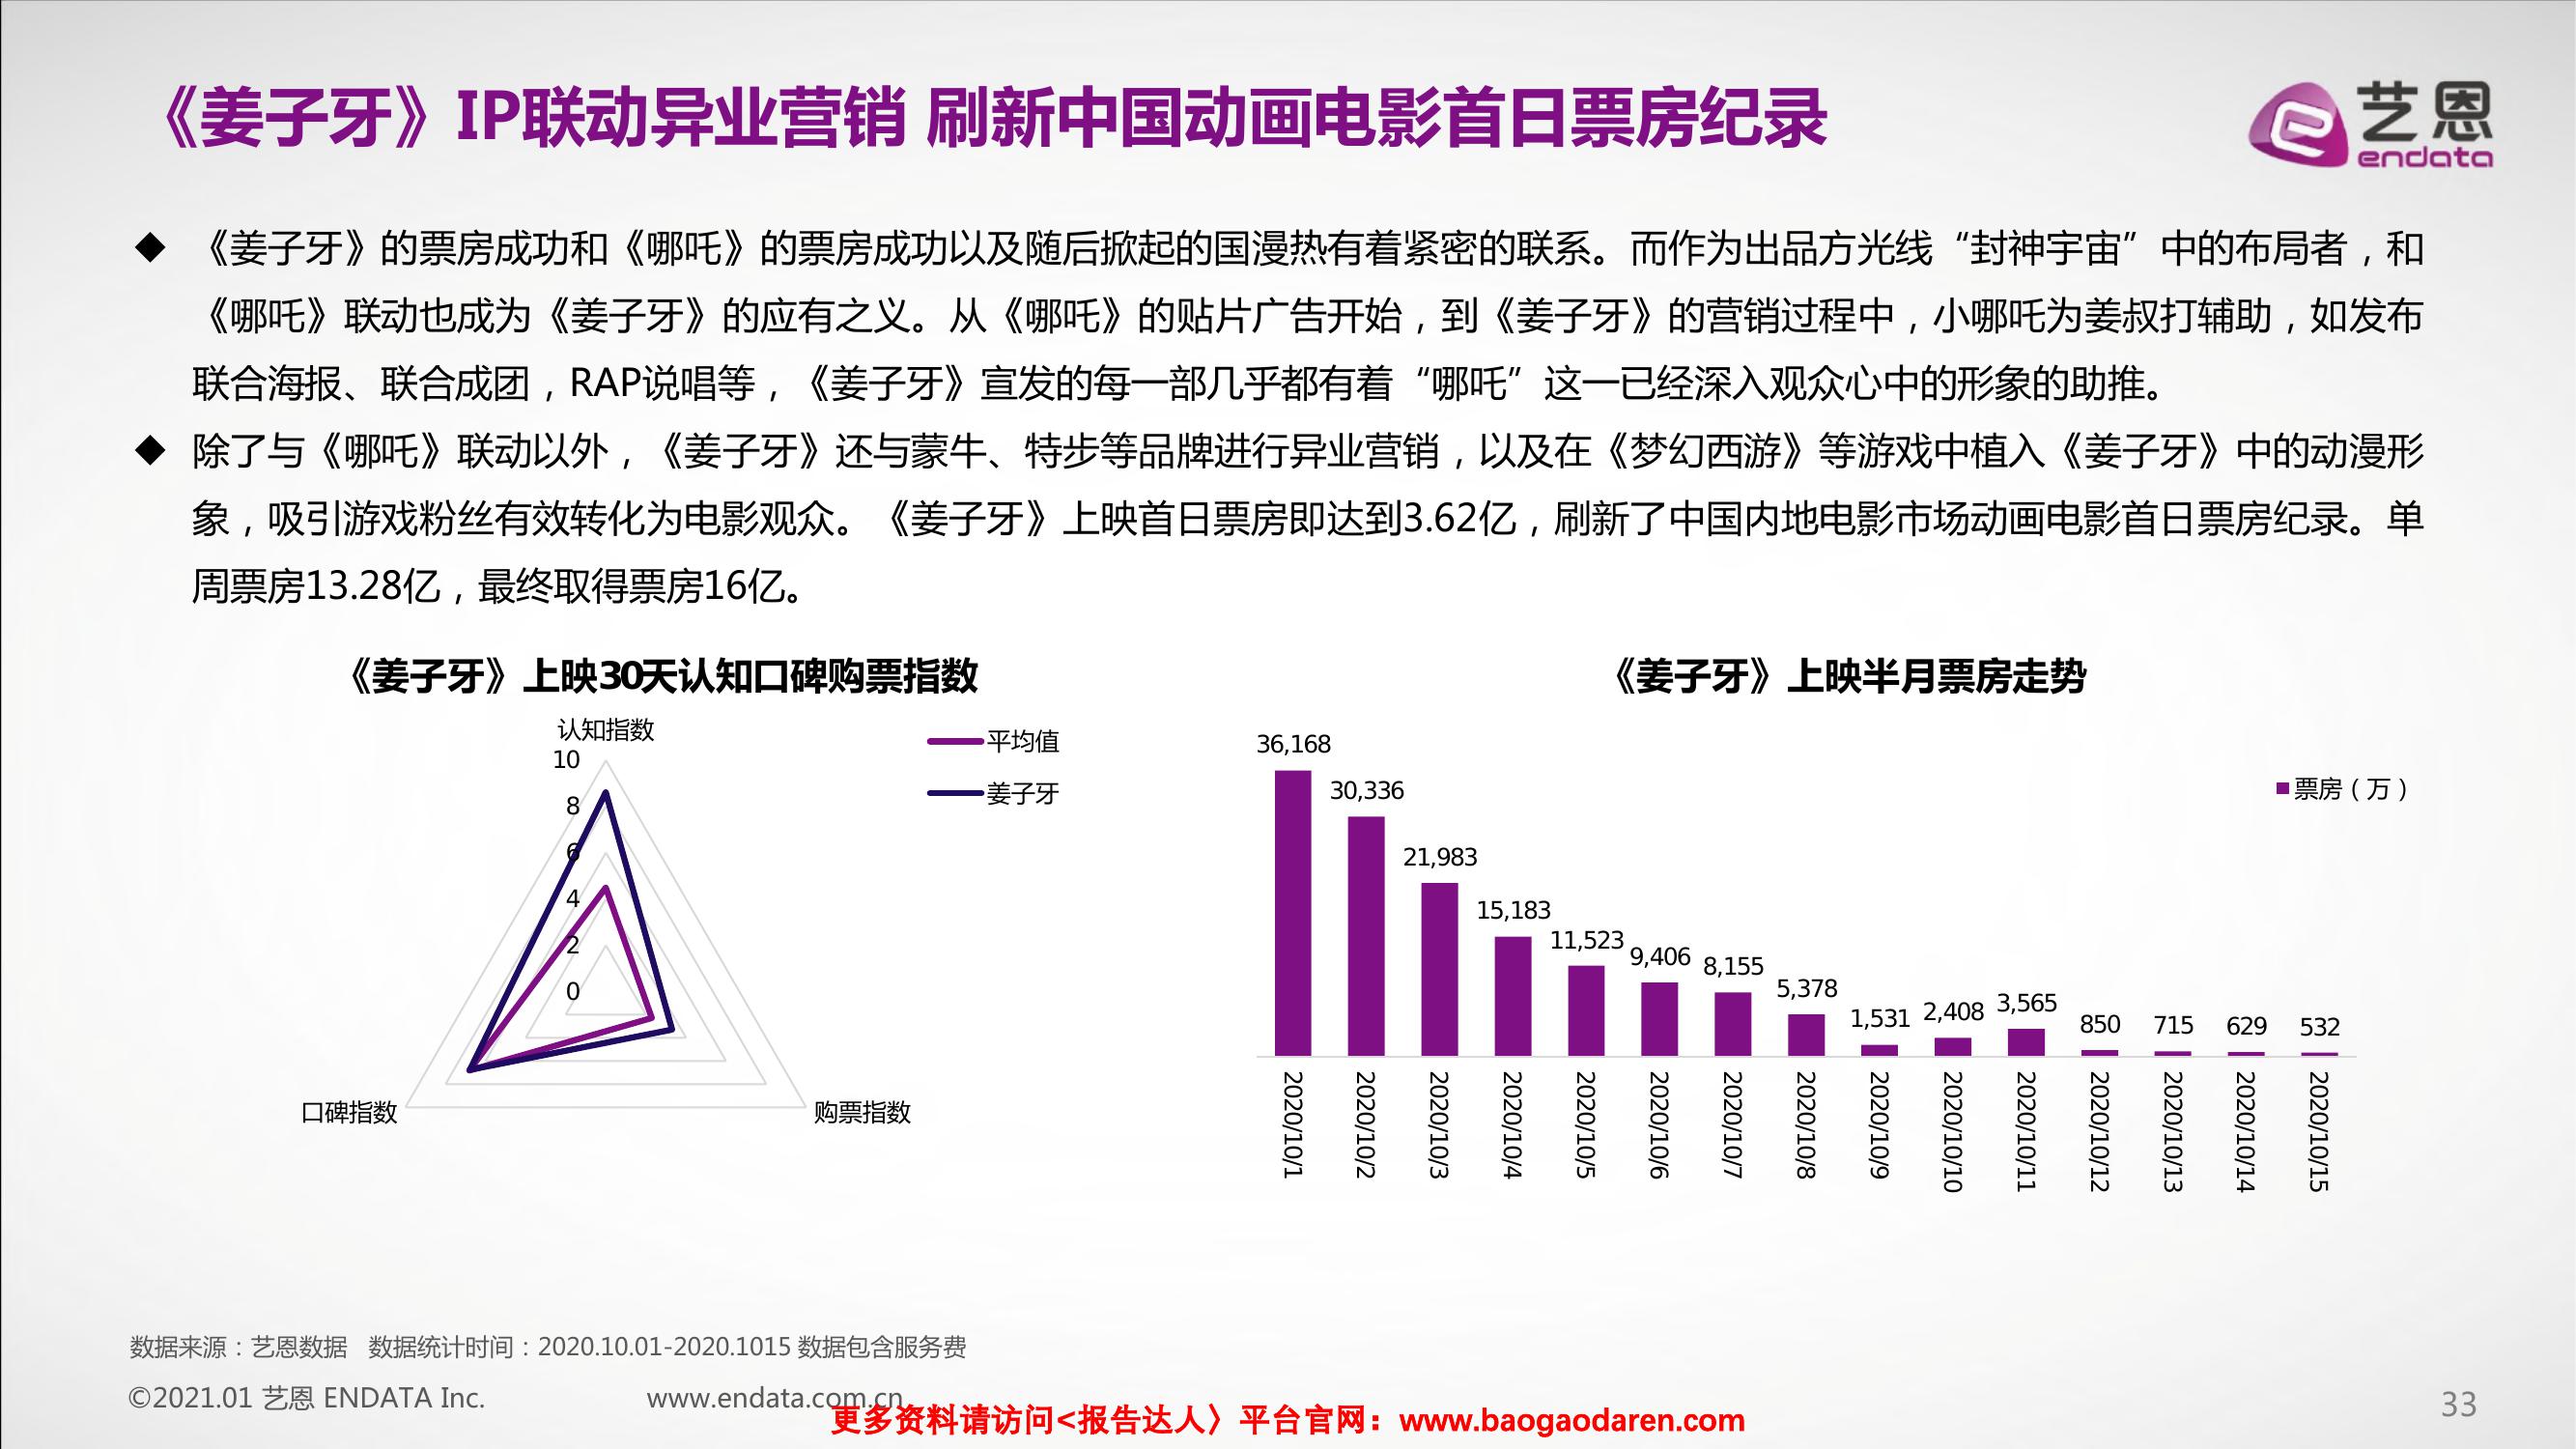 《姜子牙》IP联动异业营销 刷新中国动画电影首日票房纪录
艺恩
endata
◆ 《姜子牙》的票房成功和《哪吒》的票房成功以及随后掀起的国漫热有着紧密的联系。而作为出品方光线“封神宇宙”中的布局者，和
《哪吒》联动也成为《姜子牙》的应有之义。从《哪吒》的贴片广告开始，到《姜子牙》的营销过程中，小哪吒为姜叔打辅助，如发布
联合海报、联合成团，RAP说唱等，《姜子牙》宣发的每一部几乎都有着“哪吒”这一已经深入观众心中的形象的助推。
◆ 除了与《哪吒》联动以外，《姜子牙》还与蒙牛、特步等品牌进行异业营销，以及在《梦幻西游》等游戏中植入《姜子牙》中的动漫形
象，吸引游戏粉丝有效转化为电影观众。《姜子牙》上映首日票房即达到3.62亿，刷新了中国内地电影市场动画电影首日票房纪录。单
周票房13.28亿，最终取得票房16亿。
《姜子牙》上映30天认知口碑购票指数
认知指数
10
8
6
4
2
0
口碑指数
购票指数
平均值
姜子牙
《姜子牙》上映半月票房走势
票房（万）
36,168
30,336
21,983
15,183
11,523
9,406
8,155
5,378
1,531
2,408
3,565
850
715
629
532
2020/10/1
2020/10/2
2020/10/3
2020/10/4
2020/10/5
2020/10/6
2020/10/7
2020/10/8
2020/10/9
2020/10/10
2020/10/11
2020/10/12
2020/10/13
2020/10/14
2020/10/15
数据来源：艺恩数据 数据统计时间：2020.10.01-2020.1015 数据包含服务费
©2021.01 艺恩 ENDATA Inc. www.endata.com.cn
更多资料请访问<报告达人〉平台官网：www.baogaodaren.com
33